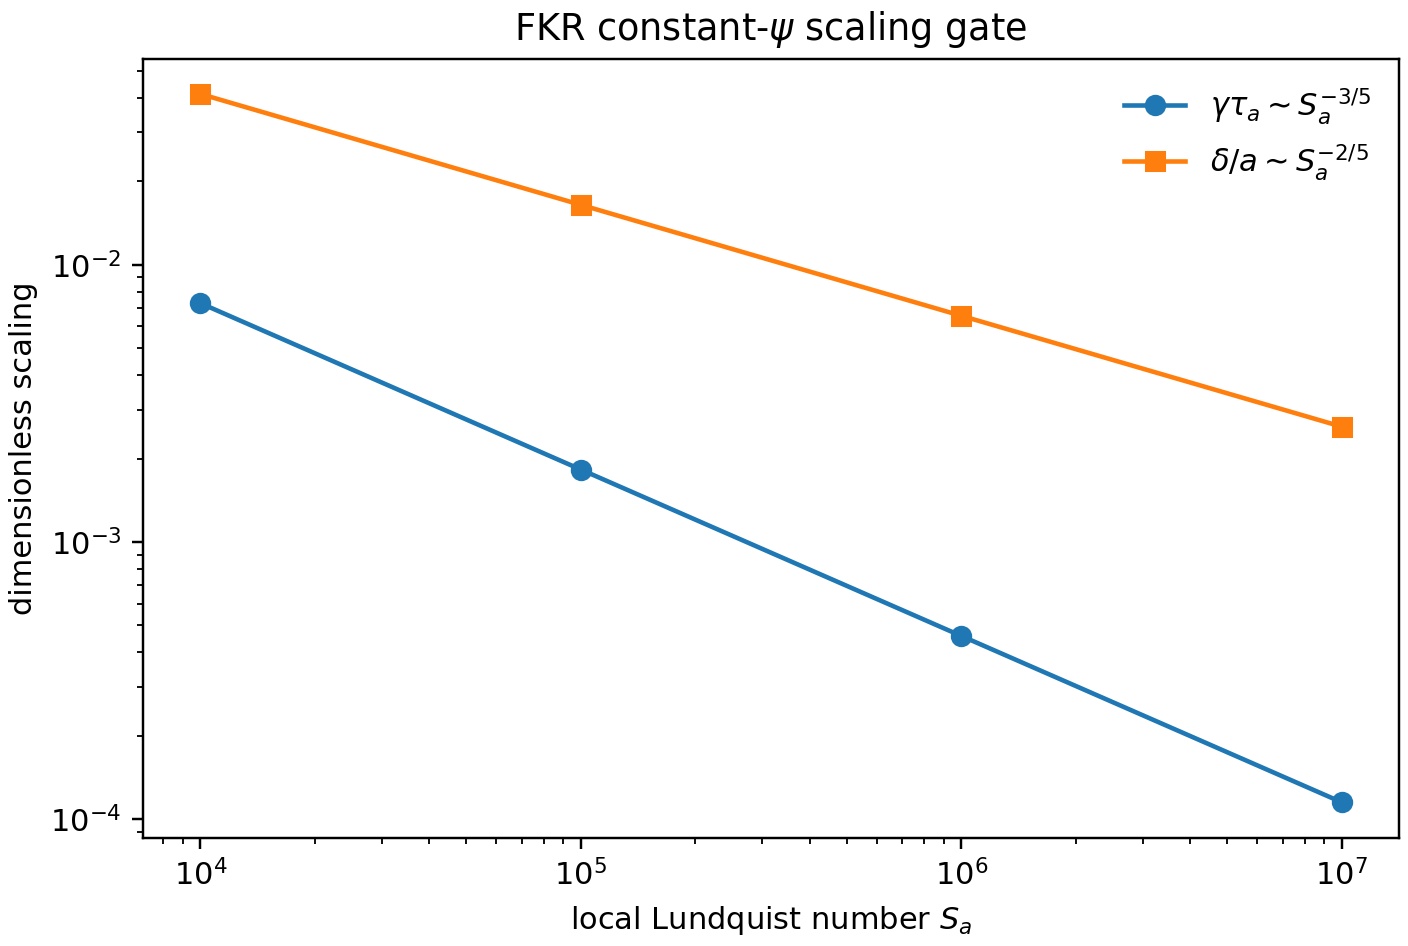 FKR constant-ψ scaling gate
γτₐ ~ Sₐ^{-3/5}
δ/a ~ Sₐ^{-2/5}
dimensionless scaling
10⁻²
10⁻³
10⁻⁴
10⁴ 10⁵ 10⁶ 10⁷
local Lundquist number Sₐ